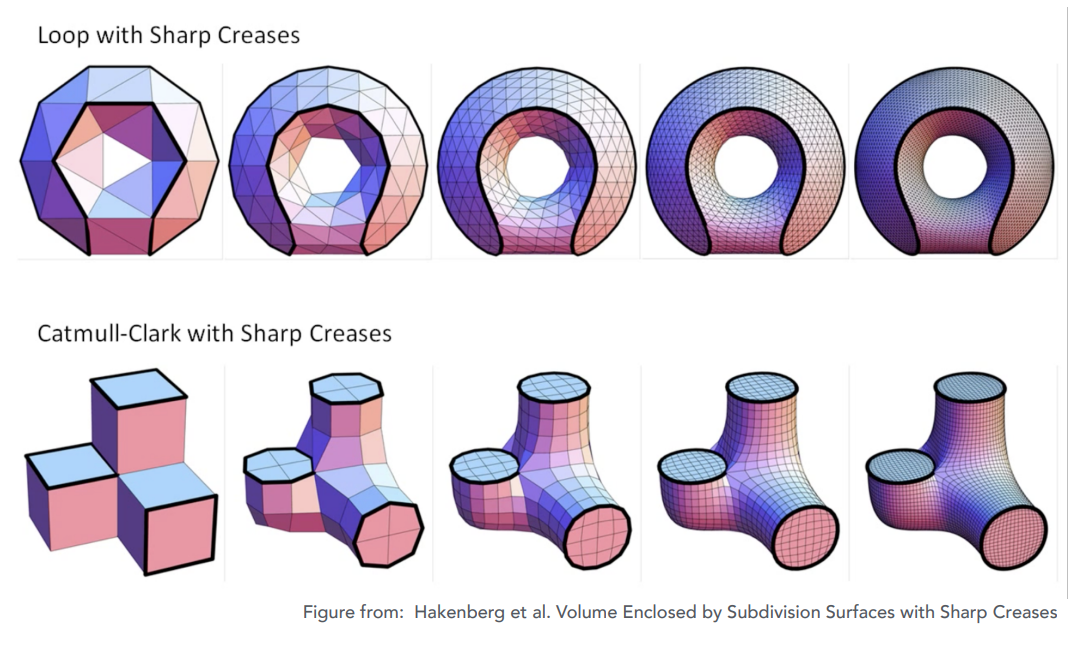 Loop with Sharp Creases
Catmull-Clark with Sharp Creases
Figure from:  Hakenberg et al. Volume Enclosed by Subdivision Surfaces with Sharp Creases